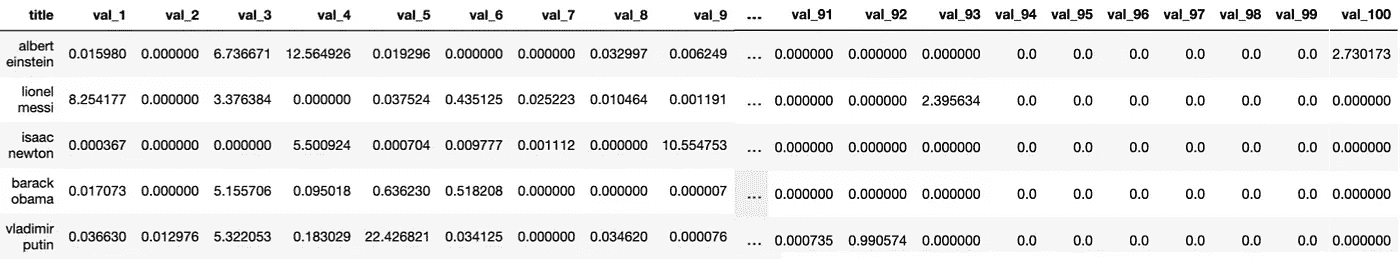 title val_1 val_2 val_3 val_4 val_5 val_6 val_7 val_8 val_9 ... val_91 val_92 val_93 val_94 val_95 val_96 val_97 val_98 val_99 val_100
albert
einstein 0.015980 0.000000 6.736671 12.564926 0.019296 0.000000 0.000000 0.032997 0.006249 ... 0.000000 0.000000 0.000000 0.0 0.0 0.0 0.0 0.0 0.0 2.730173
lionel
messi 8.254177 0.000000 3.376384 0.000000 0.037524 0.435125 0.025223 0.010464 0.001191 ... 0.000000 0.000000 2.395634 0.0 0.0 0.0 0.0 0.0 0.0 0.000000
isaac
newton 0.000367 0.000000 0.000000 5.500924 0.000704 0.009777 0.001112 0.000000 10.554753 ... 0.000000 0.000000 0.000000 0.0 0.0 0.0 0.0 0.0 0.0 0.000000
barack
obama 0.017073 0.000000 5.155706 0.095018 0.636230 0.518208 0.000000 0.000000 0.000007 ... 0.000000 0.000000 0.000000 0.0 0.0 0.0 0.0 0.0 0.0 0.000000
vladimir
putin 0.036630 0.012976 5.322053 0.183029 22.426821 0.034125 0.000000 0.034620 0.000076 ... 0.000735 0.990574 0.000000 0.0 0.0 0.0 0.0 0.0 0.0 0.000000